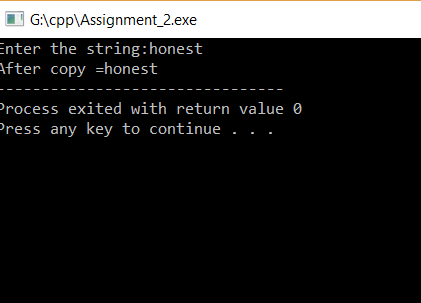 G:\cpp\Assignment_2.exe
Enter the string:honest
After copy =honest
--------------------------------
Process exited with return value 0
Press any key to continue . . .